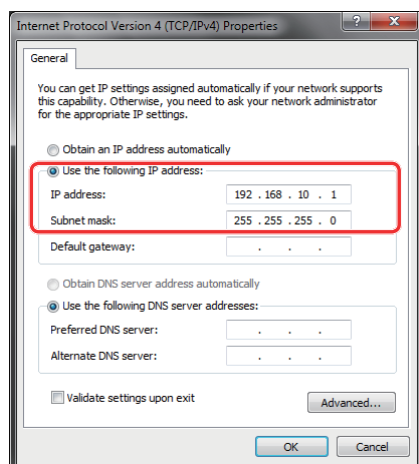 Internet Protocol Version 4 (TCP/IPv4) Properties
General
You can get IP settings assigned automatically if your network supports
this capability. Otherwise, you need to ask your network administrator
for the appropriate IP settings.
Obtain an IP address automatically
Use the following IP address:
IP address: 192 . 168 . 10 . 1
Subnet mask: 255 . 255 . 255 . 0
Default gateway: . . .
Obtain DNS server address automatically
Use the following DNS server addresses:
Preferred DNS server: . . .
Alternate DNS server: . . .
Validate settings upon exit
Advanced...
OK Cancel